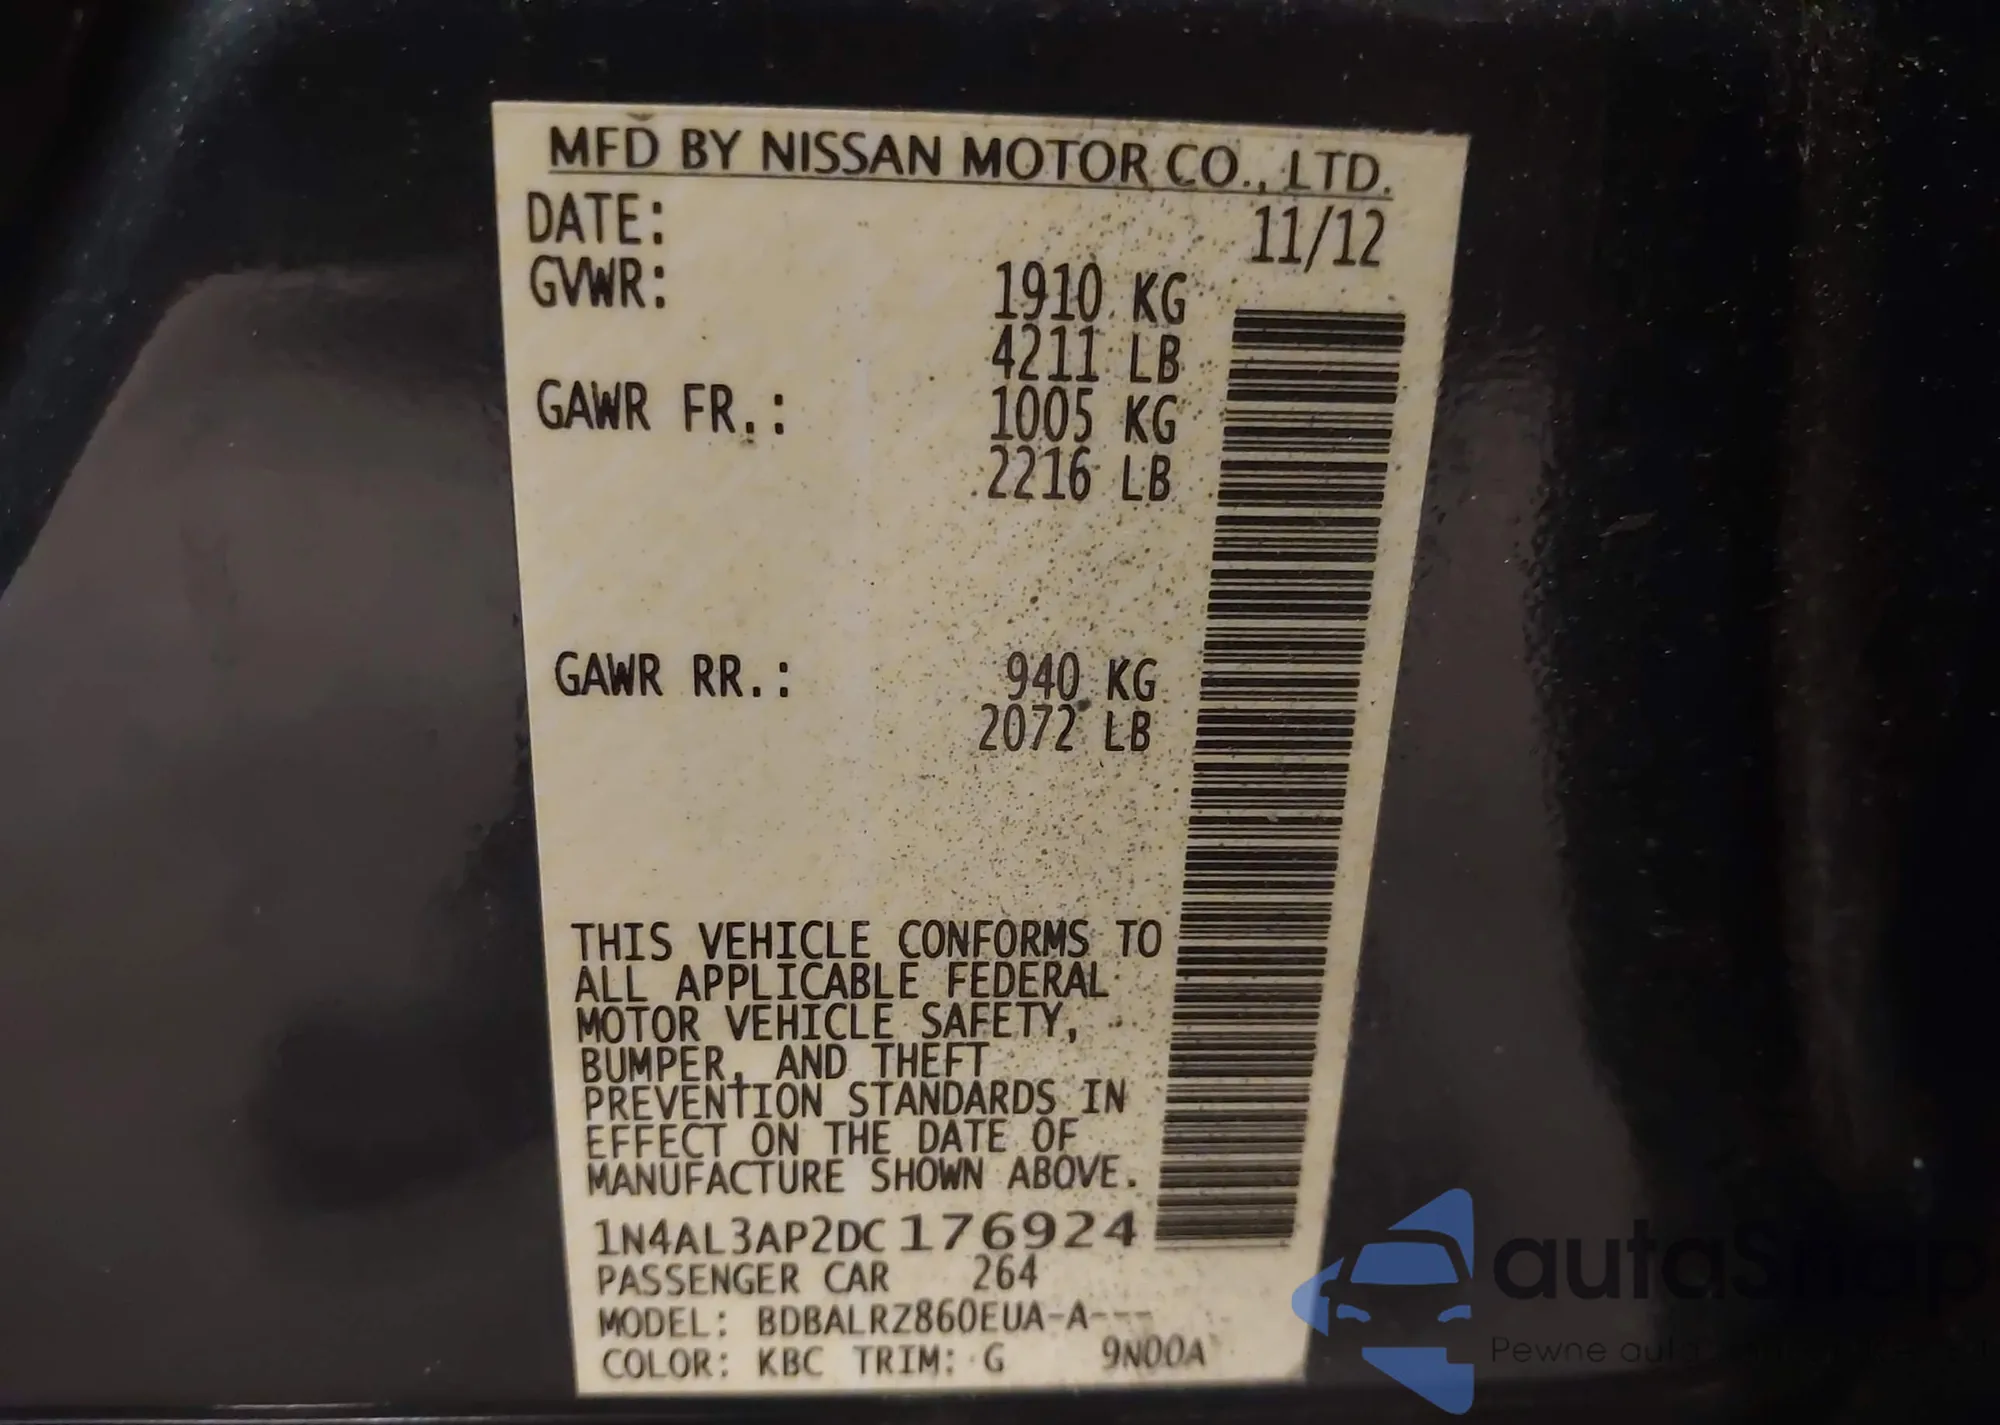 MFD BY NISSAN MOTOR CO., LTD.
DATE: 11/12
GVWR: 1910 KG
4211 LB
GAWR FR.: 1005 KG
2216 LB
GAWR RR.: 940 KG
2072 LB
THIS VEHICLE CONFORMS TO
ALL APPLICABLE FEDERAL
MOTOR VEHICLE SAFETY,
BUMPER, AND THEFT
PREVENTION STANDARDS IN
EFFECT ON THE DATE OF
MANUFACTURE SHOWN ABOVE.
1N4AL3AP2DC176924
PASSENGER CAR 264
MODEL: BDBALRZ860EUA-A---
COLOR: KBC TRIM: G 9N00A
autaSnap
Pewne auta